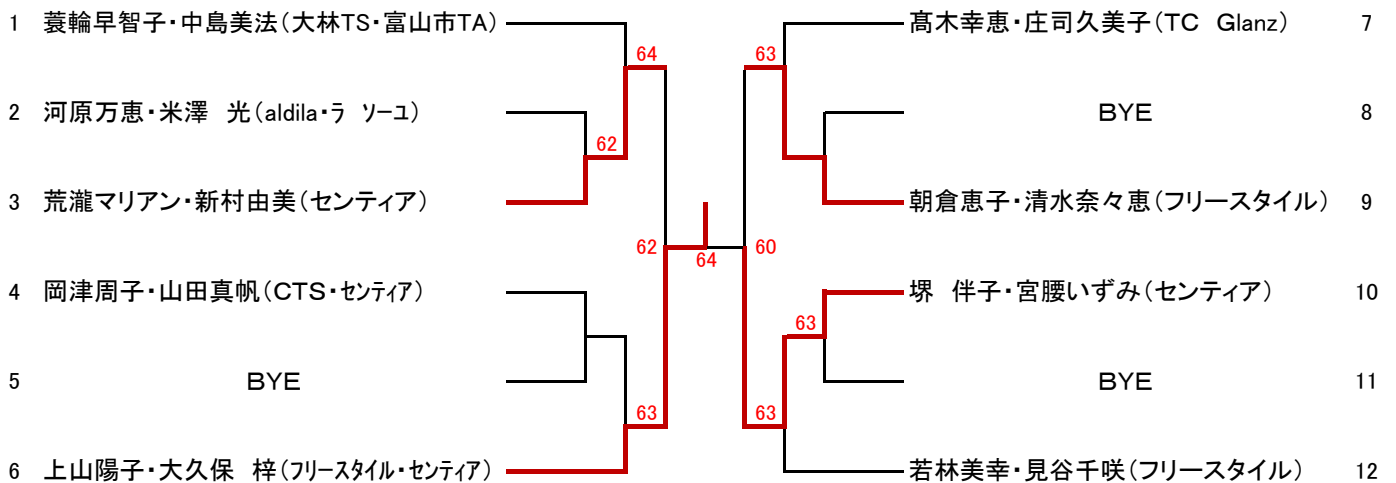 1 蓑輪早智子・中島美法(大林TS・富山市TA)
64
2 河原万恵・米澤　光(aldila・ラ ソーユ)
62
3 荒瀧マリアン・新村由美(センティア)
62
4 岡津周子・山田真帆(CTS・センティア)
5 BYE
63
6 上山陽子・大久保　梓(フリースタイル・センティア)
64
髙木幸恵・庄司久美子(TC　Glanz) 7
63
BYE 8
朝倉恵子・清水奈々恵(フリースタイル) 9
60
堺　伴子・宮腰いずみ(センティア) 10
63
BYE 11
63
若林美幸・見谷千咲(フリースタイル) 12